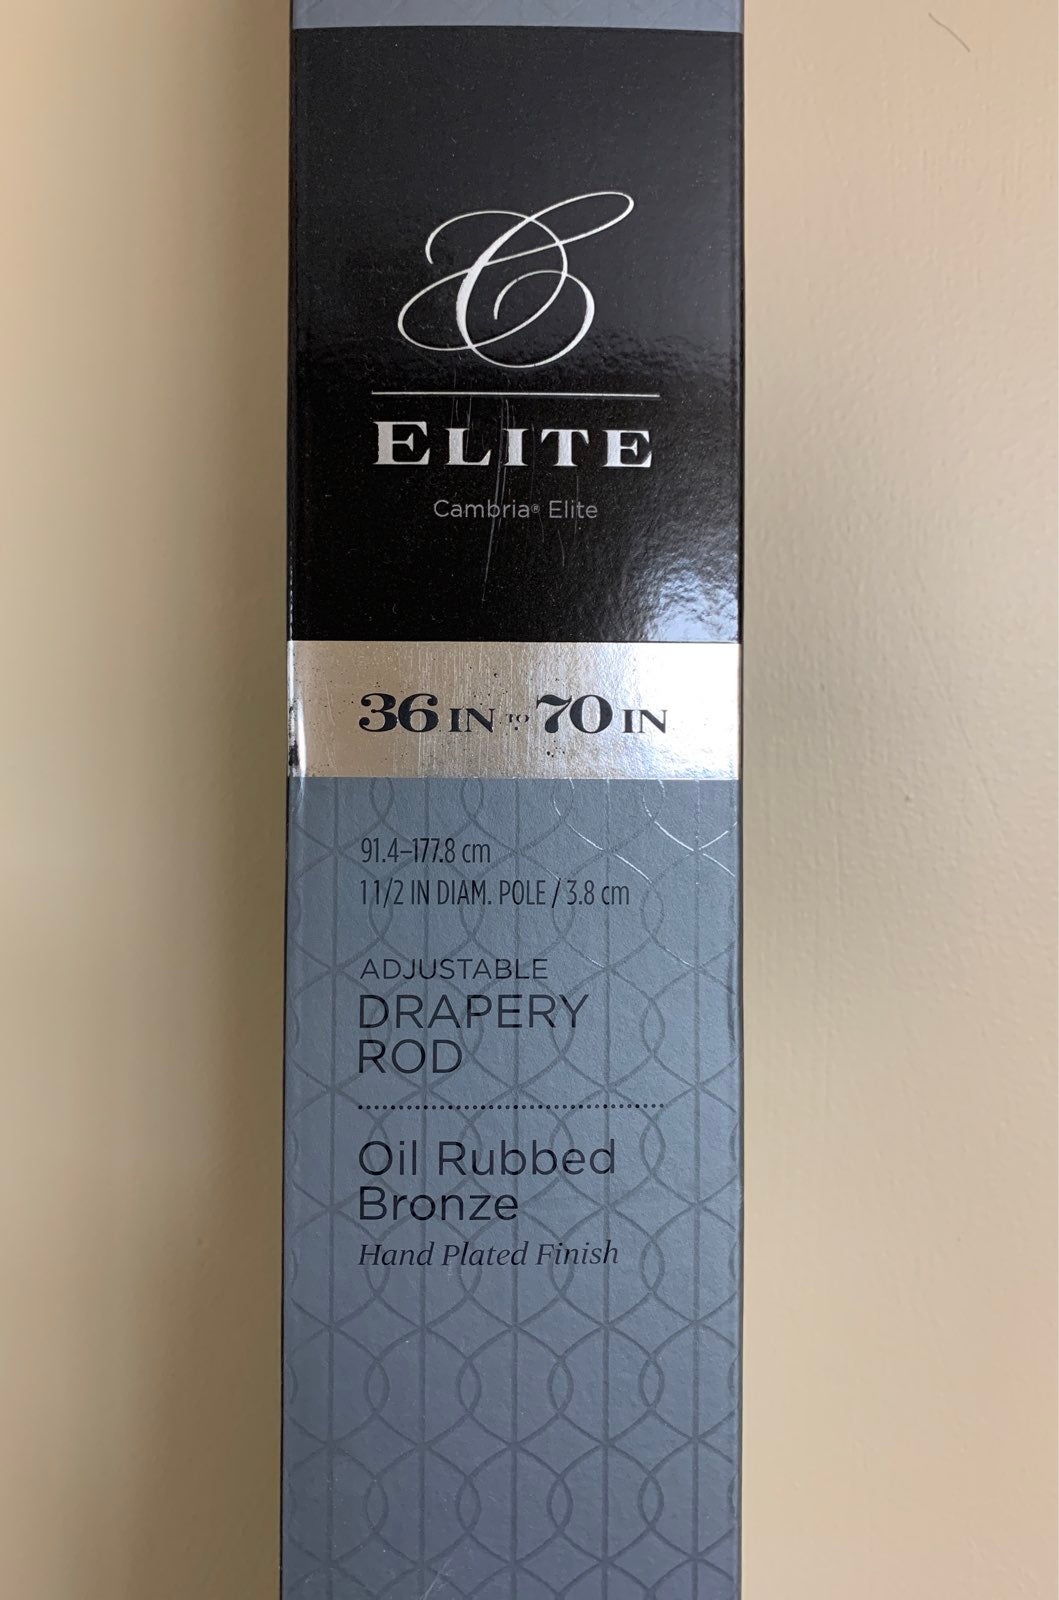 C
ELITE
Cambria® Elite
36 IN TO 70 IN
91.4–177.8 cm
1 1/2 IN DIAM. POLE / 3.8 cm
ADJUSTABLE
DRAPERY
ROD
Oil Rubbed
Bronze
Hand Plated Finish